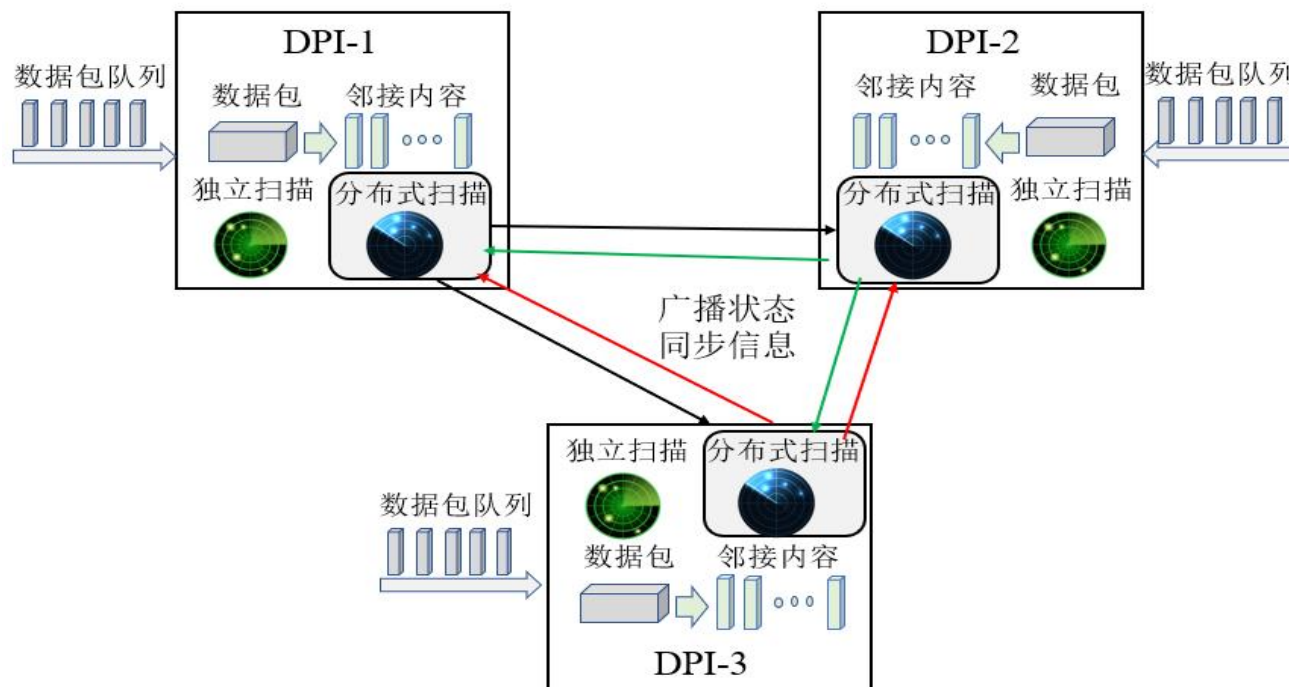 DPI-1
数据包队列
数据包
邻接内容
独立扫描
分布式扫描
DPI-2
邻接内容
数据包
数据包队列
分布式扫描
独立扫描
广播状态
同步信息
独立扫描
分布式扫描
数据包队列
数据包
邻接内容
DPI-3